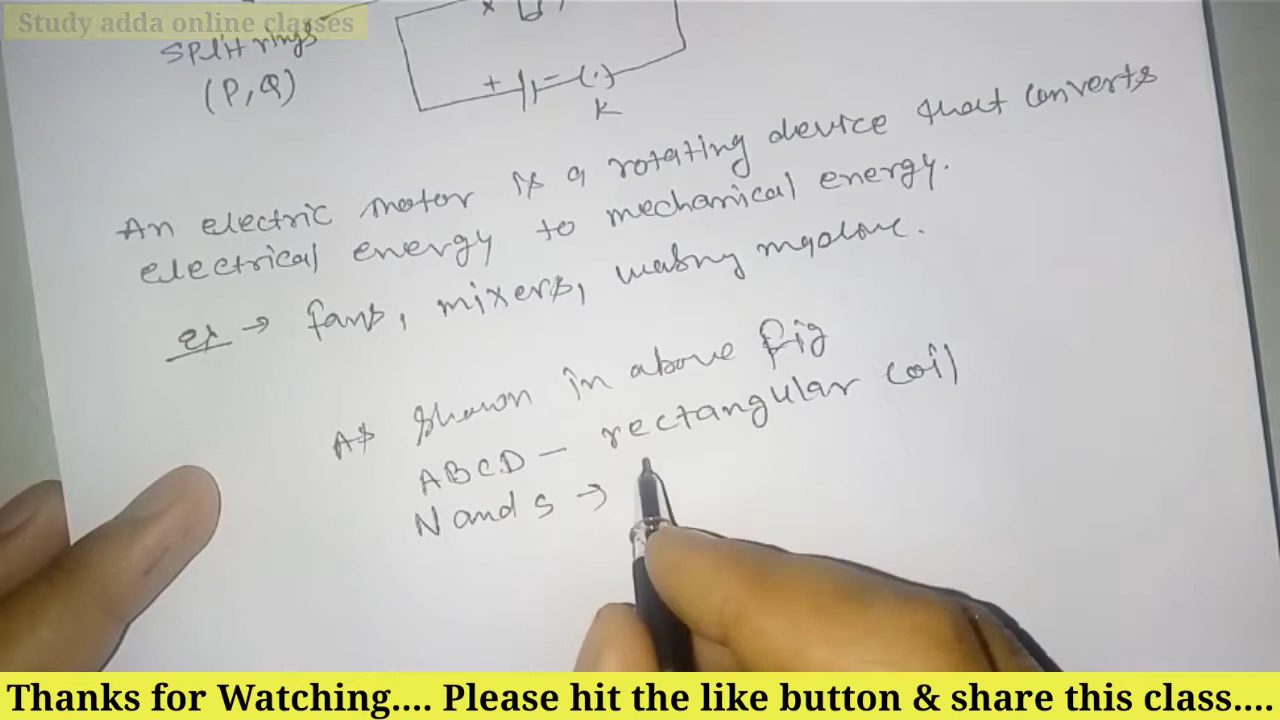 Study adda online classes
Split rings
(P, Q)
+
K
An electric motor is a rotating device that converts
electrical energy to mechanical energy.
ex → fans, mixers,
As shown in above fig
ABCD - rectangular coil
N and S →
Thanks for Watching.... Please hit the like button & share this class....